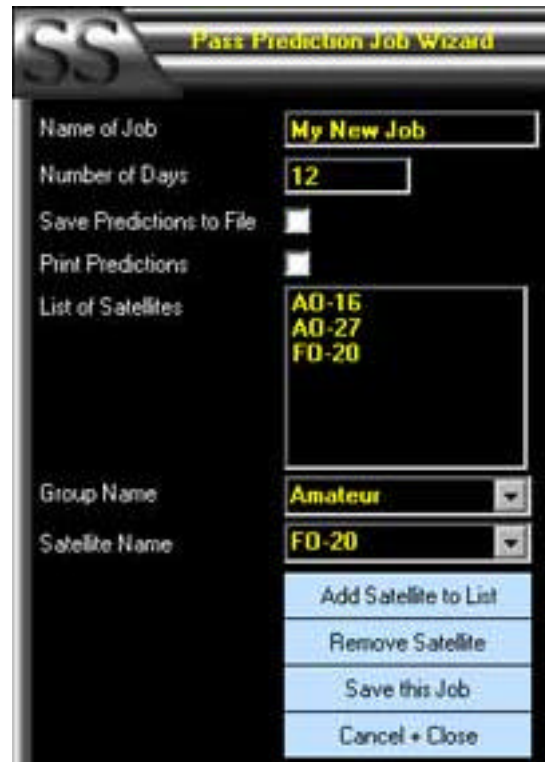 SS
Pass Prediction Job Wizard
Name of Job My New Job
Number of Days 12
Save Predictions to File
Print Predictions
List of Satellites AO-16
AO-27
FO-20
Group Name Amateur
Satellite Name FO-20
Add Satellite to List
Remove Satellite
Save this Job
Cancel + Close